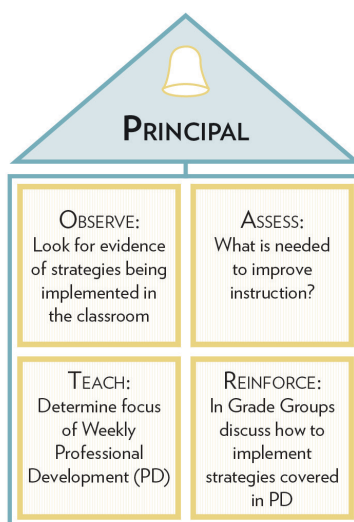 PRINCIPAL
OBSERVE:
Look for evidence
of strategies being
implemented in
the classroom
ASSESS:
What is needed
to improve
instruction?
TEACH:
Determine focus
of Weekly
Professional
Development (PD)
REINFORCE:
In Grade Groups
discuss how to
implement
strategies covered
in PD